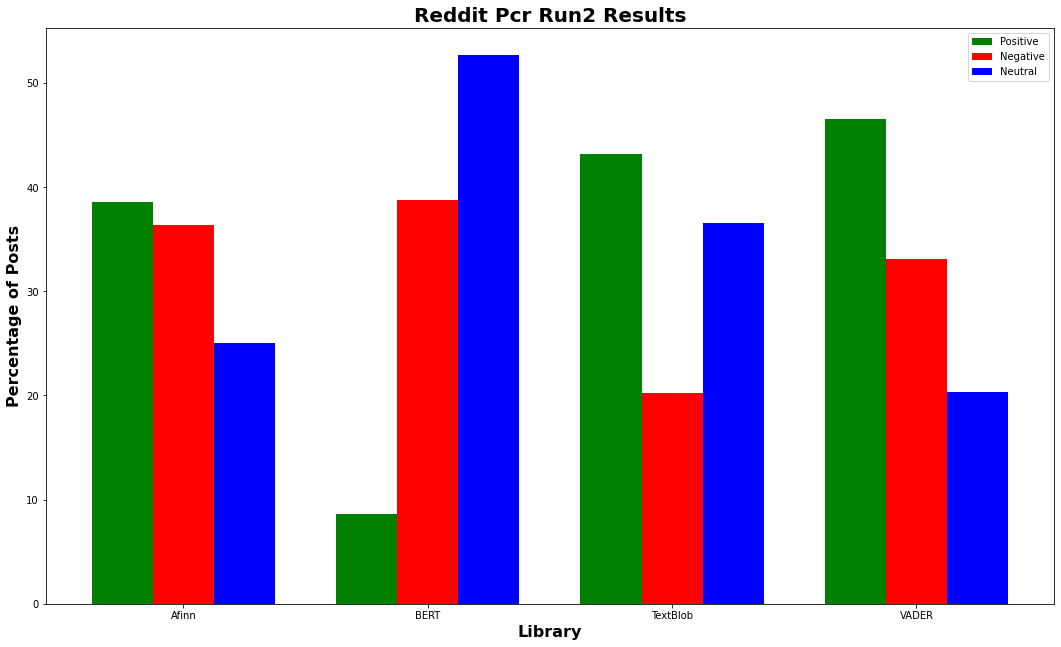 Reddit Pcr Run2 Results
Positive
Negative
Neutral
Percentage of Posts
50
40
30
20
10
0
Afinn BERT TextBlob VADER
Library